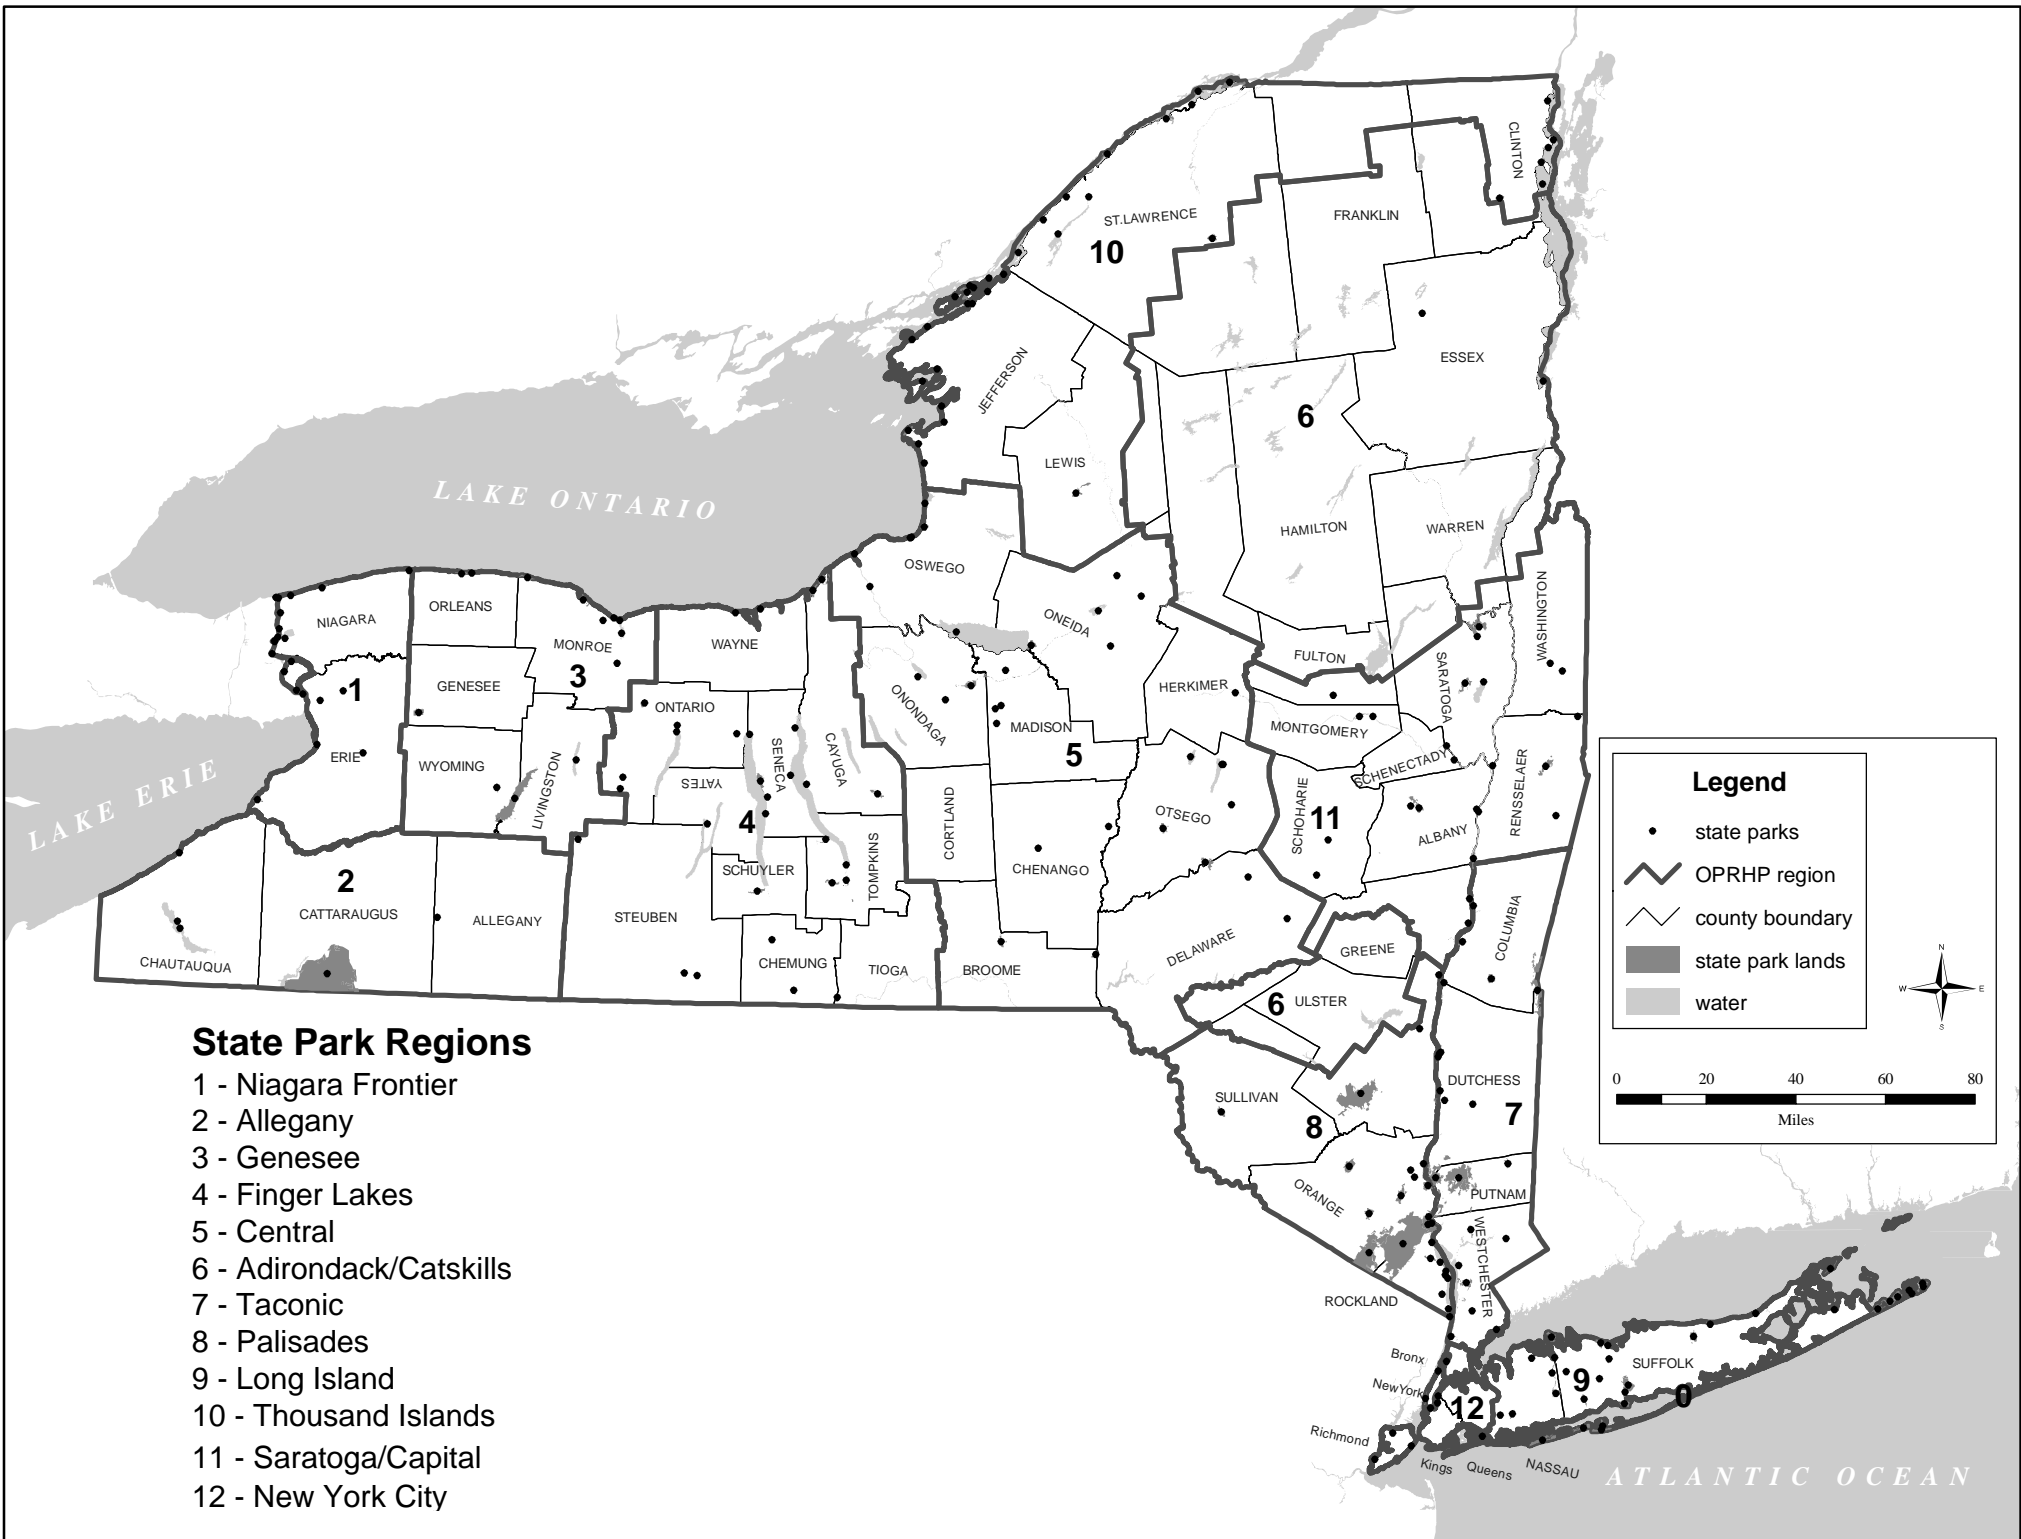 CLINTON
ST.LAWRENCE
FRANKLIN
10
ESSEX
JEFFERSON
6
LEWIS
LAKE ONTARIO
HAMILTON
WARREN
OSWEGO
WASHINGTON
ORLEANS
NIAGARA
ONEIDA
MONROE
WAYNE
FULTON
SARATOGA
1
3
GENESEE
HERKIMER
ONTARIO
ONONDAGA
MADISON
MONTGOMERY
5
ERIE
WYOMING
LIVINGSTON
YATES
SENECA
CAYUGA
SCHENECTADY
RENSSELAER
LAKE ERIE
4
CORTLAND
OTSEGO
SCHOHARIE
11
ALBANY
2
SCHUYLER
TOMPKINS
CHENANGO
CATTARAUGUS
ALLEGANY
STEUBEN
COLUMBIA
CHAUTAUQUA
CHEMUNG
TIOGA
BROOME
DELAWARE
GREENE
6
ULSTER
DUTCHESS
SULLIVAN
7
8
ORANGE
PUTNAM
WESTCHESTER
ROCKLAND
Bronx
NewYork
SUFFOLK
9
0
12
Richmond
Kings
Queens
NASSAU
ATLANTIC OCEAN
Legend
state parks
OPRHP region
county boundary
state park lands
water
N
W
E
S
0 20 40 60 80
Miles
State Park Regions
1 - Niagara Frontier
2 - Allegany
3 - Genesee
4 - Finger Lakes
5 - Central
6 - Adirondack/Catskills
7 - Taconic
8 - Palisades
9 - Long Island
10 - Thousand Islands
11 - Saratoga/Capital
12 - New York City